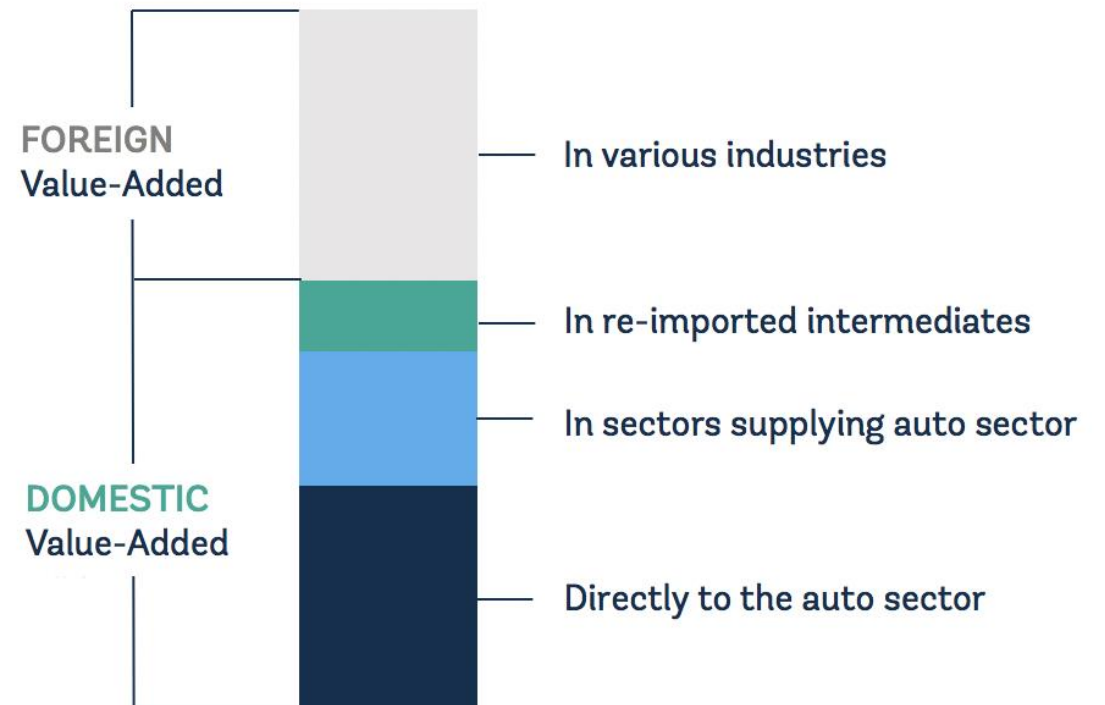 FOREIGN
Value-Added
In various industries
In re-imported intermediates
In sectors supplying auto sector
DOMESTIC
Value-Added
Directly to the auto sector